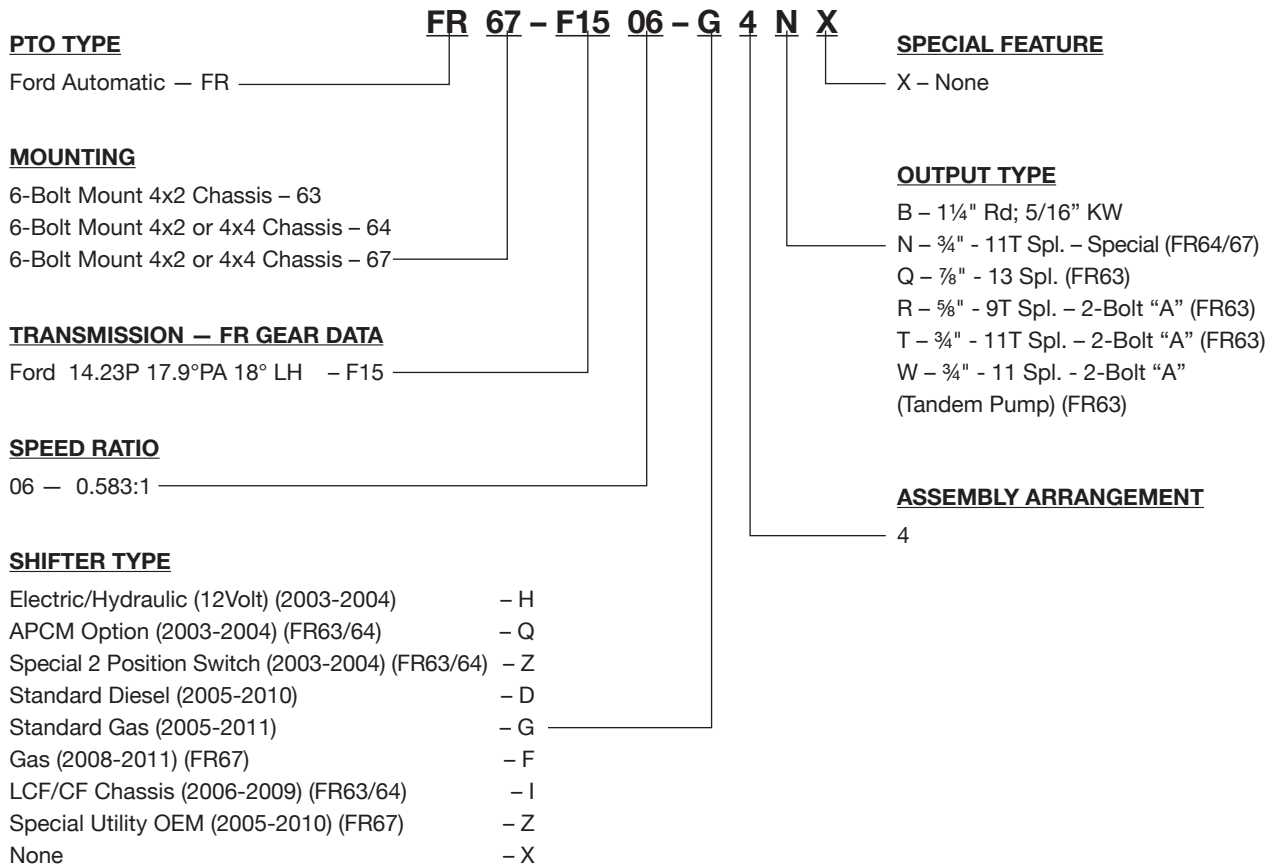 FR 67 – F15 06 – G 4 N X
PTO TYPE
Ford Automatic — FR
MOUNTING
6-Bolt Mount 4x2 Chassis – 63
6-Bolt Mount 4x2 or 4x4 Chassis – 64
6-Bolt Mount 4x2 or 4x4 Chassis – 67
TRANSMISSION — FR GEAR DATA
Ford 14.23P 17.9°PA 18° LH – F15
SPEED RATIO
06 — 0.583:1
SHIFTER TYPE
Electric/Hydraulic (12Volt) (2003-2004) – H
APCM Option (2003-2004) (FR63/64) – Q
Special 2 Position Switch (2003-2004) (FR63/64) – Z
Standard Diesel (2005-2010) – D
Standard Gas (2005-2011) – G
Gas (2008-2011) (FR67) – F
LCF/CF Chassis (2006-2009) (FR63/64) – I
Special Utility OEM (2005-2010) (FR67) – Z
None – X
SPECIAL FEATURE
X – None
OUTPUT TYPE
B – 1¼" Rd; 5/16” KW
N – ¾" - 11T Spl. – Special (FR64/67)
Q – ⅞" - 13 Spl. (FR63)
R – ⅝" - 9T Spl. – 2-Bolt “A” (FR63)
T – ¾" - 11T Spl. – 2-Bolt “A” (FR63)
W – ¾" - 11 Spl. - 2-Bolt “A”
(Tandem Pump) (FR63)
ASSEMBLY ARRANGEMENT
4